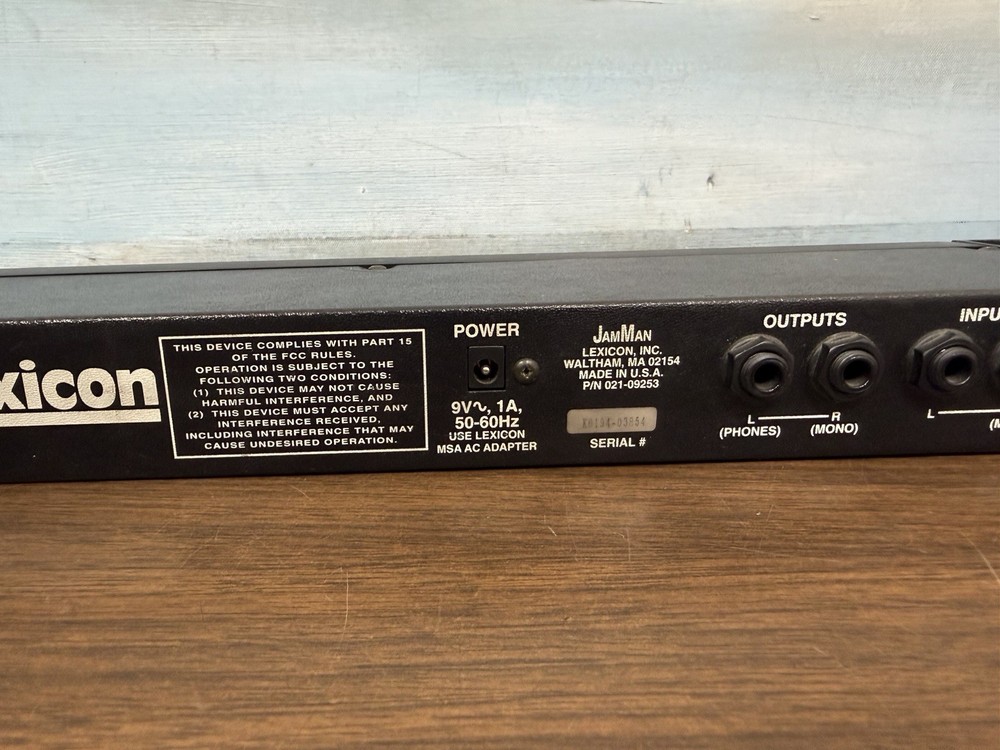 xicon
THIS DEVICE COMPLIES WITH PART 15
OF THE FCC RULES.
OPERATION IS SUBJECT TO THE
FOLLOWING TWO CONDITIONS:
(1) THIS DEVICE MAY NOT CAUSE
HARMFUL INTERFERENCE, AND
(2) THIS DEVICE MUST ACCEPT ANY
INTERFERENCE RECEIVED,
INCLUDING INTERFERENCE THAT MAY
CAUSE UNDESIRED OPERATION.
POWER
9V∿, 1A,
50-60Hz
USE LEXICON
MSA AC ADAPTER
JAMMAN
LEXICON, INC.
WALTHAM, MA 02154
MADE IN U.S.A.
P/N 021-09253
SERIAL #
OUTPUTS
L R
(PHONES) (MONO)
INPU
L
(M